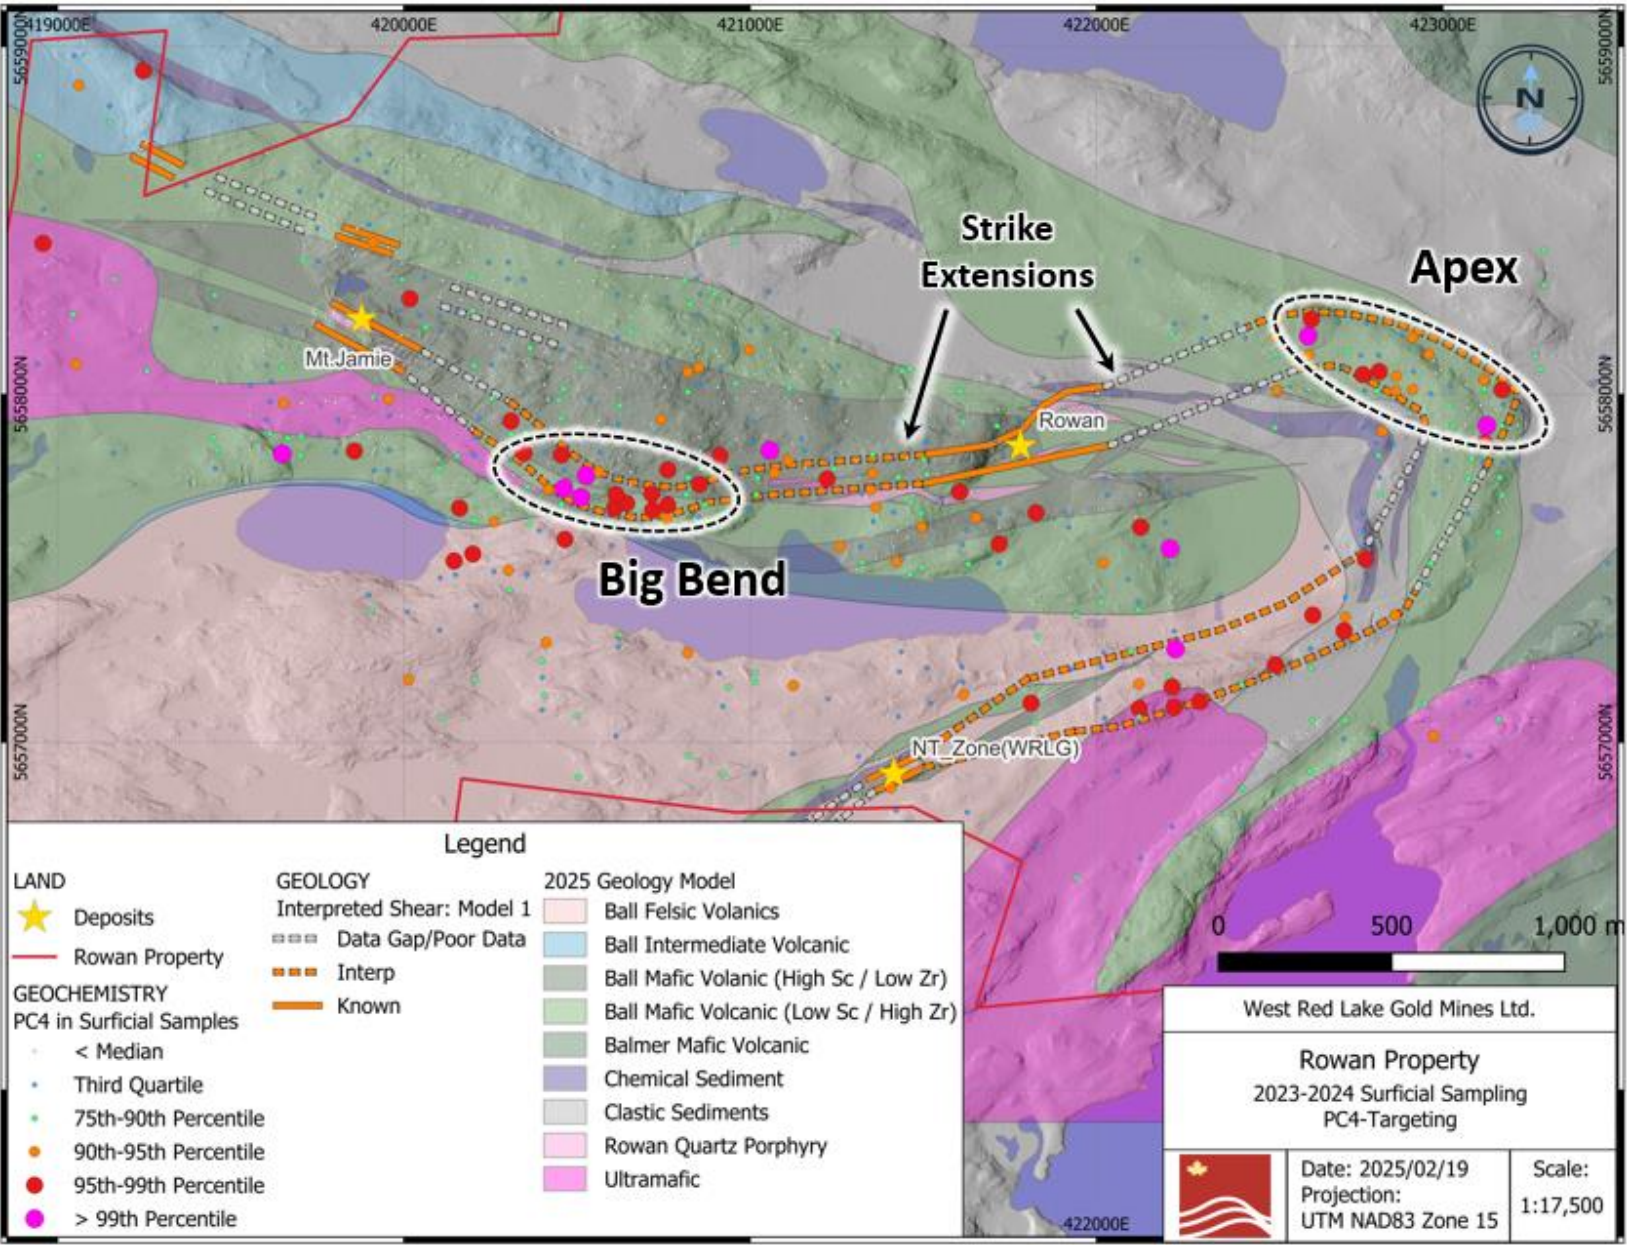 419000E
420000E
421000E
422000E
423000E
5659000N
5659000N
N
Strike
Extensions
Apex
Mt.Jamie
5658000N
5658000N
Rowan
Big Bend
5657000N
5657000N
NT_Zone(WRLG)
Legend
LAND
Deposits
Rowan Property
GEOCHEMISTRY
PC4 in Surficial Samples
< Median
Third Quartile
75th-90th Percentile
90th-95th Percentile
95th-99th Percentile
> 99th Percentile
GEOLOGY
Interpreted Shear: Model 1
Data Gap/Poor Data
Interp
Known
2025 Geology Model
Ball Felsic Volanics
Ball Intermediate Volcanic
Ball Mafic Volanic (High Sc / Low Zr)
Ball Mafic Volcanic (Low Sc / High Zr)
Balmer Mafic Volcanic
Chemical Sediment
Clastic Sediments
Rowan Quartz Porphyry
Ultramafic
0 500 1,000 m
West Red Lake Gold Mines Ltd.
Rowan Property
2023-2024 Surficial Sampling
PC4-Targeting
Date: 2025/02/19
Projection:
UTM NAD83 Zone 15
Scale:
1:17,500
422000E